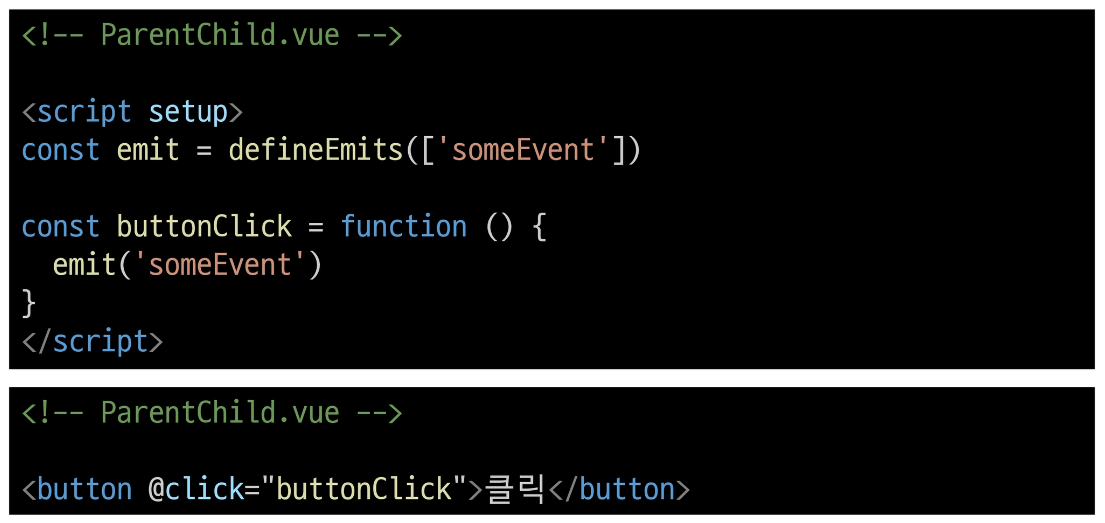 <!-- ParentChild.vue -->
<script setup>
const emit = defineEmits(['someEvent'])
const buttonClick = function () {
  emit('someEvent')
}
</script>
<!-- ParentChild.vue -->
<button @click="buttonClick">클릭</button>